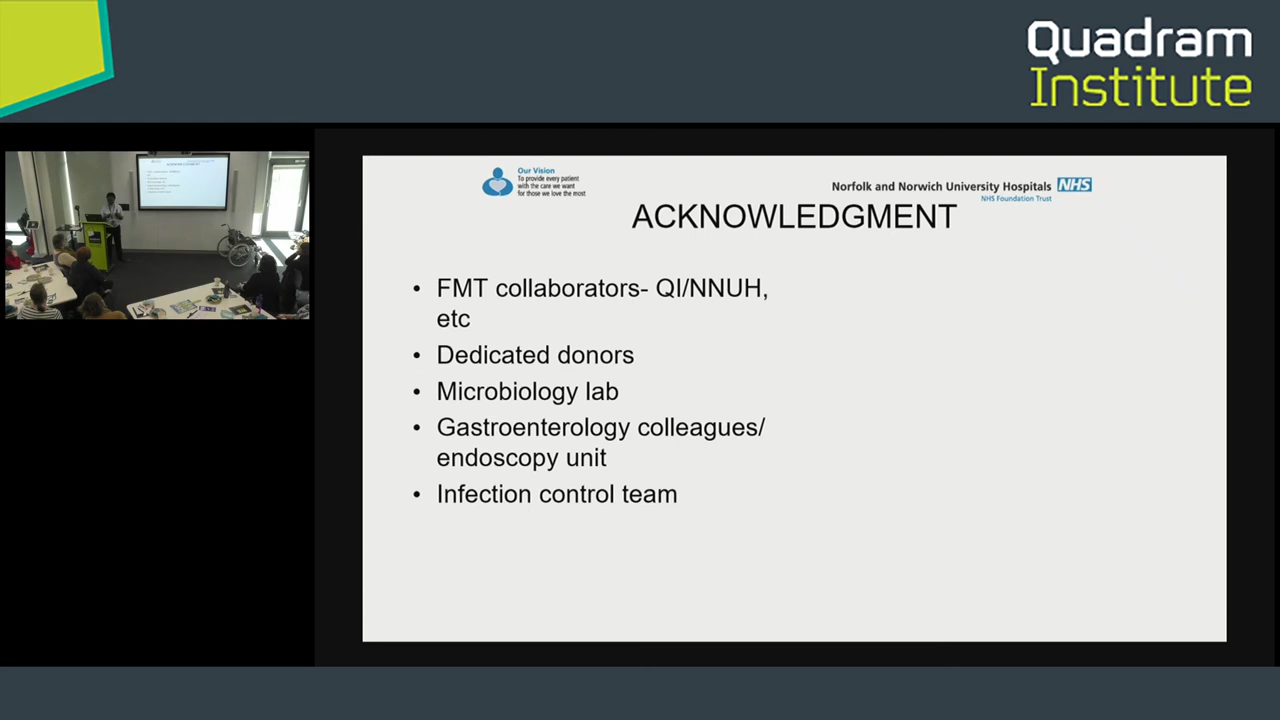 Quadram
Institute
Our Vision
To provide every patient
with the care we want
for those we love the most
Norfolk and Norwich University Hospitals NHS
NHS Foundation Trust
ACKNOWLEDGMENT
• FMT collaborators- QI/NNUH,
etc
• Dedicated donors
• Microbiology lab
• Gastroenterology colleagues/
endoscopy unit
• Infection control team